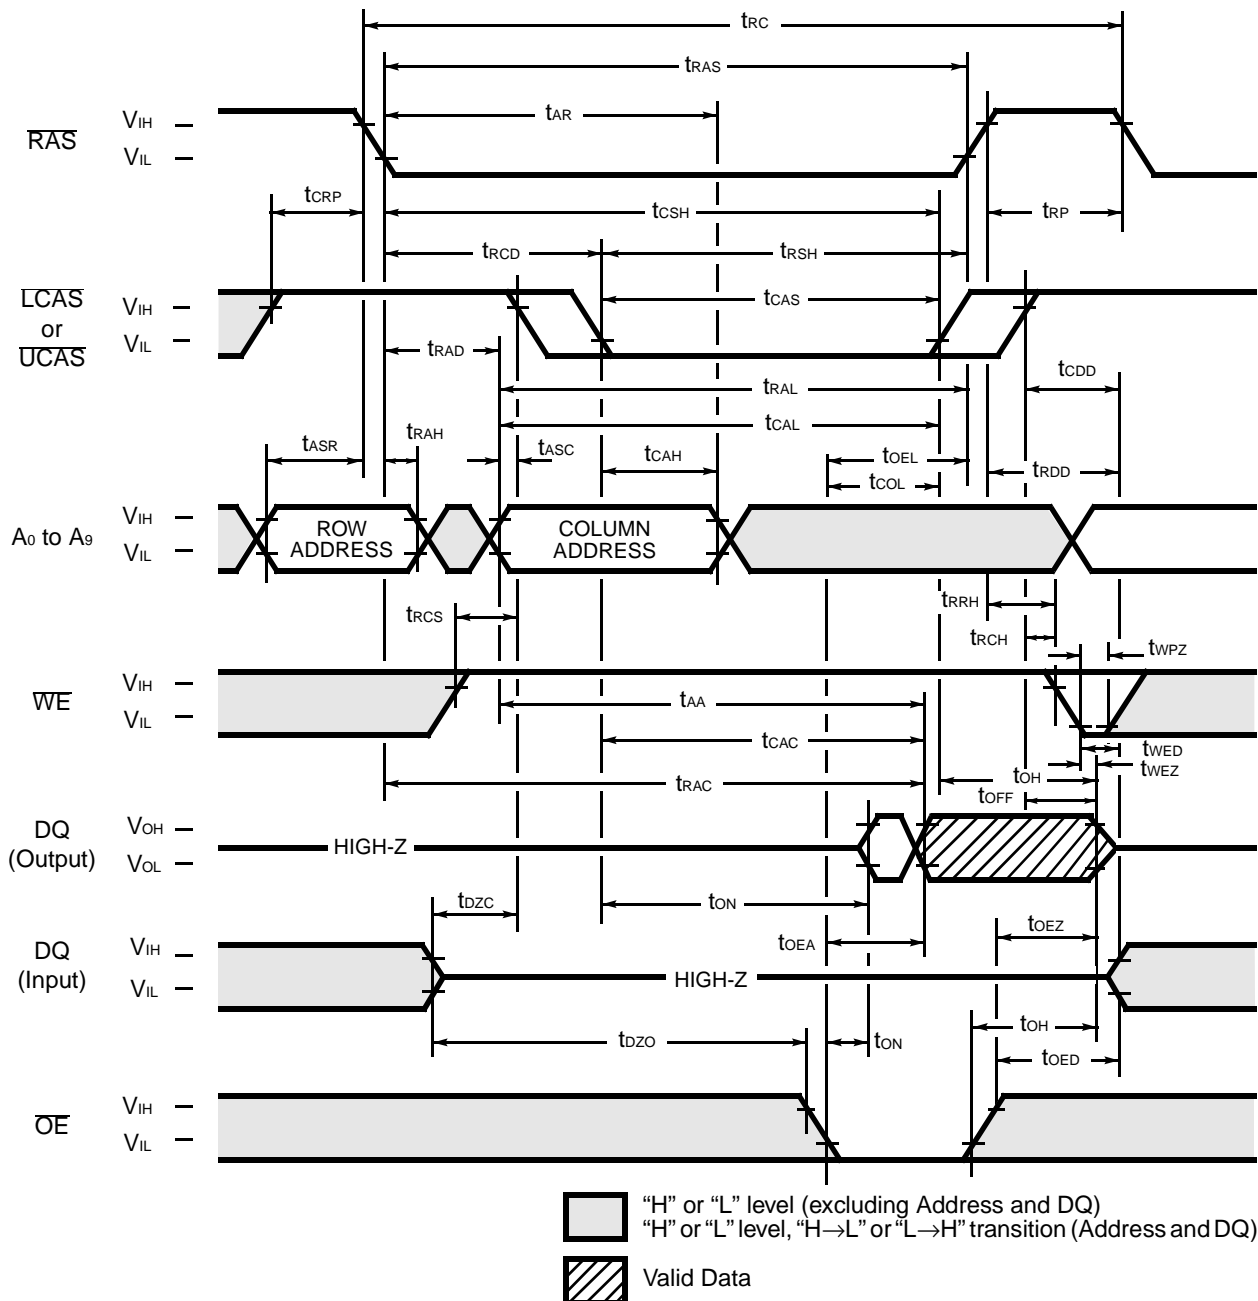 tRC
tRAS
tAR
RAS
VIH
VIL
tCRP
tCSH
tRP
tRCD
tRSH
LCAS
or
UCAS
VIH
VIL
tCAS
tRAD
tCDD
tRAL
tCAL
tASR
tRAH
tASC
tCAH
tOEL
tRDD
tCOL
A0 to A9
VIH
VIL
ROW
ADDRESS
COLUMN
ADDRESS
tRCS
tRRH
tRCH
tWPZ
WE
VIH
VIL
tAA
tCAC
tWED
tWEZ
tRAC
tOH
tOFF
DQ
(Output)
VOH
VOL
HIGH-Z
tDZC
tON
tOEA
tOEZ
DQ
(Input)
VIH
VIL
HIGH-Z
tDZO
tON
tOH
tOED
OE
VIH
VIL
“H” or “L” level (excluding Address and DQ)
“H” or “L” level, “H→L” or “L→H” transition (Address and DQ)
Valid Data